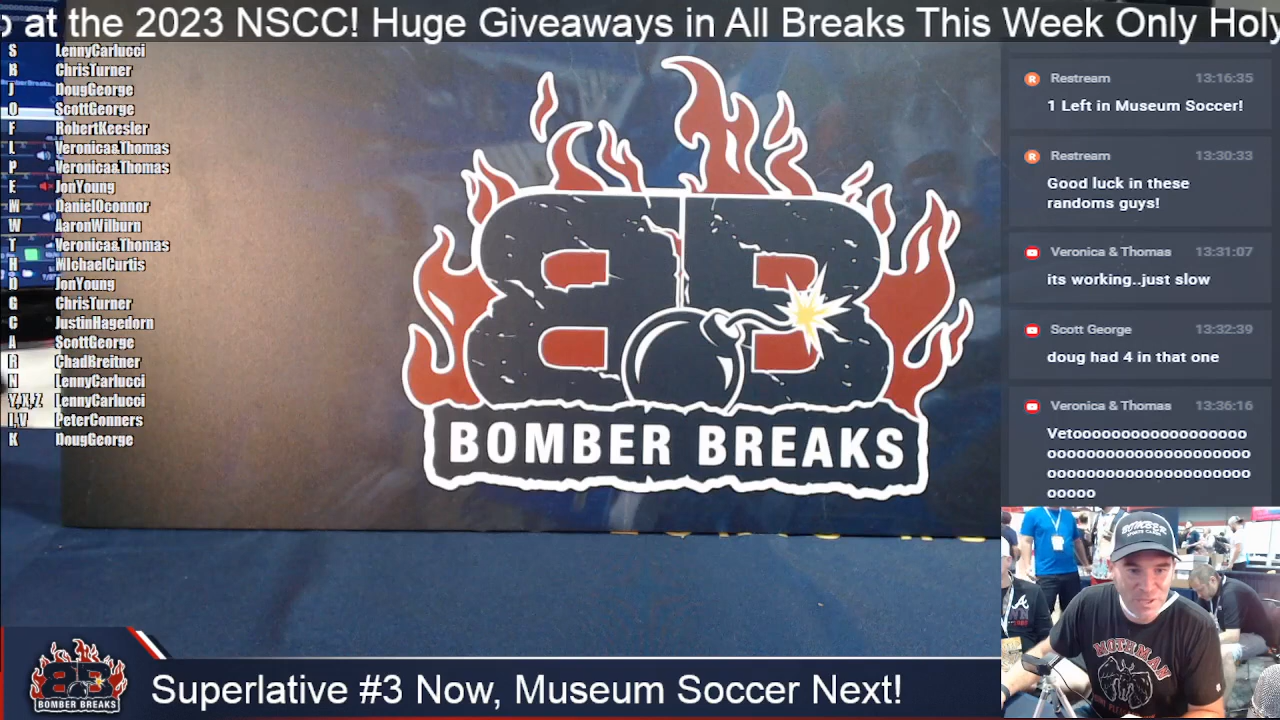 at the 2023 NSCC! Huge Giveaways in All Breaks This Week Only Holy
S LennyCarlucci
R ChrisTurner
J DougGeorge
O ScottGeorge
F RobertKeesler
L Veronica&Thomas
P Veronica&Thomas
E JonYoung
M DanielOconnor
W AaronWilburn
T Veronica&Thomas
H MIchaelCurtis
D JonYoung
G ChrisTurner
C JustinHagedorn
A ScottGeorge
R ChadBreitner
N LennyCarlucci
Y,X,Z LennyCarlucci
I,V PeterConners
K DougGeorge
BOMBER BREAKS
Restream 13:16:35
1 Left in Museum Soccer!
Restream 13:30:33
Good luck in these
randoms guys!
Veronica & Thomas 13:31:07
its working..just slow
Scott George 13:32:39
doug had 4 in that one
Veronica & Thomas 13:36:16
Vetoooooooooooooooooo
ooooooooooooooooooooo
ooooooooooooooooooooo
ooooo
BOMBER
MOTHMAN
BOMBER BREAKS
Superlative #3 Now, Museum Soccer Next!